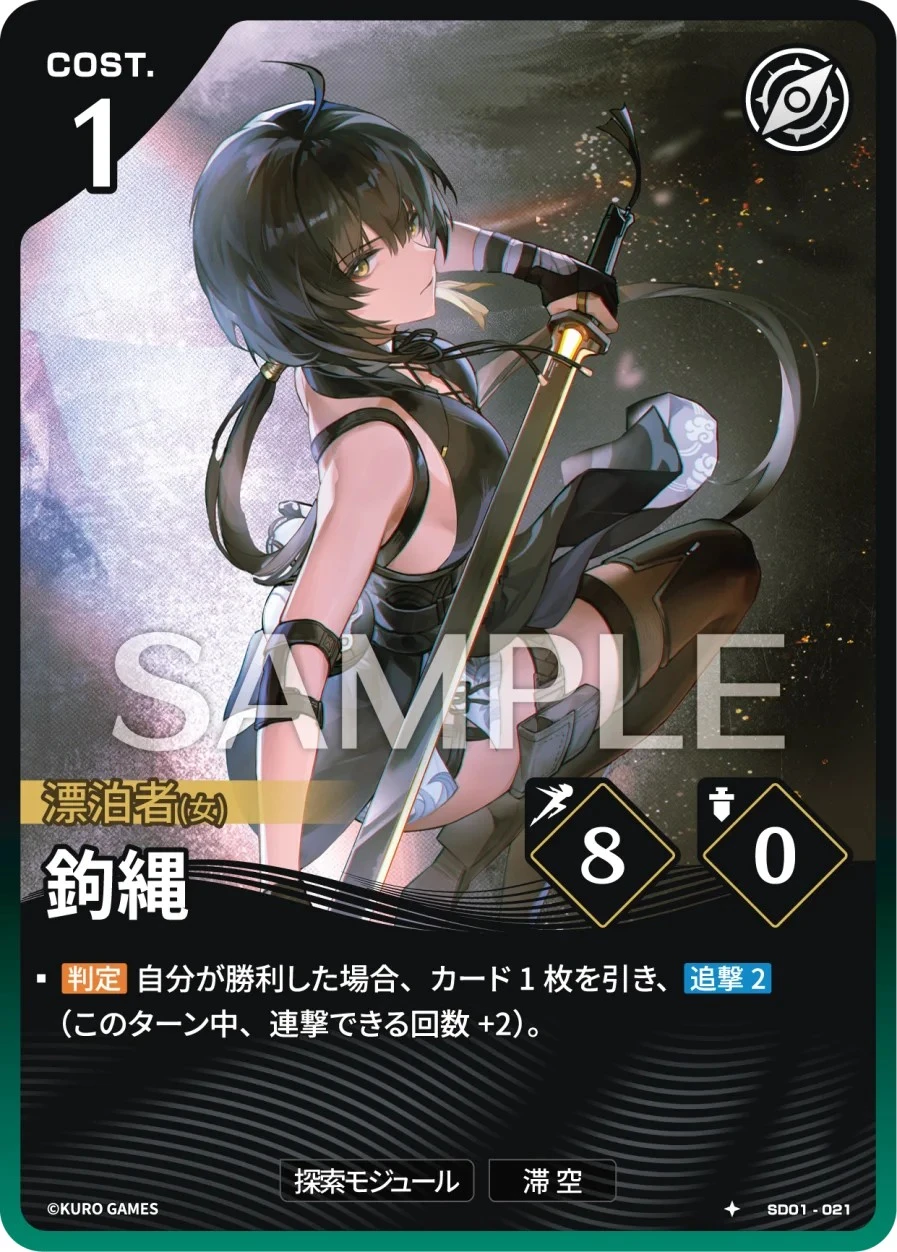 COST.
1
SAMPLE
漂泊者(女)
8
0
鉤縄
▪ 判定 自分が勝利した場合、カード1枚を引き、追撃 2
（このターン中、連撃できる回数 +2）。
探索モジュール 滞空
©KURO GAMES
SD01 - 021